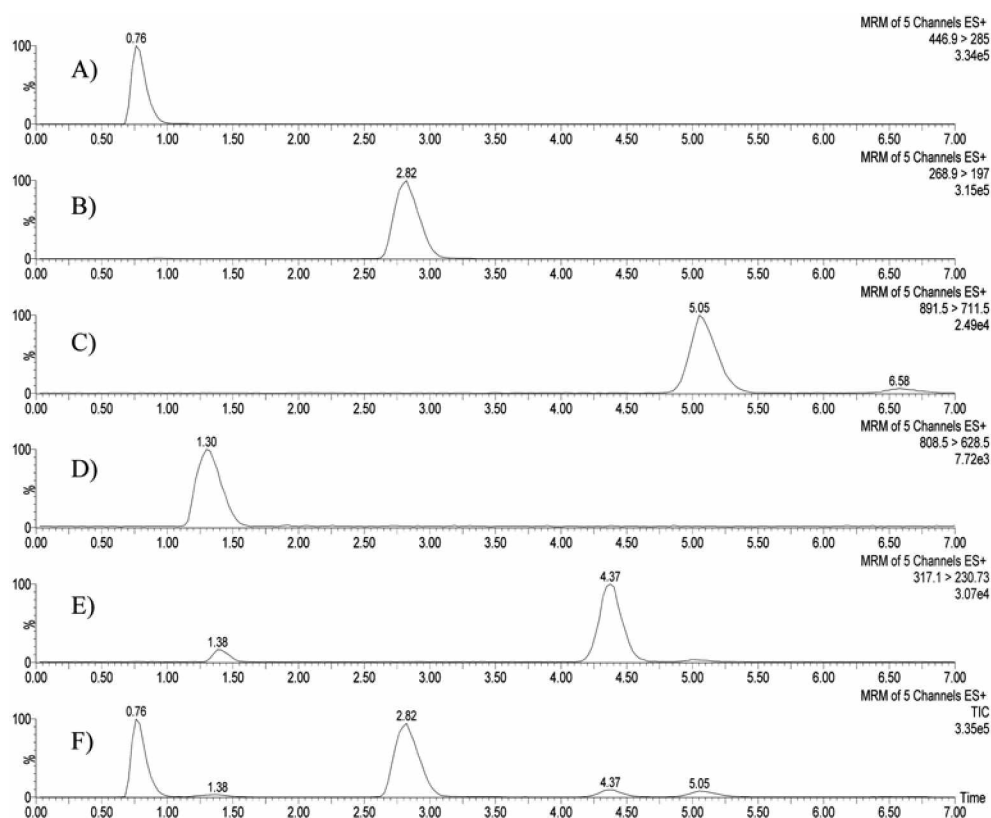 MRM of 5 Channels ES+
0.76
446.9 > 285
100
3.34e5
A)
%
0
0.00 0.50 1.00 1.50 2.00 2.50 3.00 3.50 4.00 4.50 5.00 5.50 6.00 6.50 7.00
MRM of 5 Channels ES+
2.82
268.9 > 197
100
3.15e5
B)
%
0
0.00 0.50 1.00 1.50 2.00 2.50 3.00 3.50 4.00 4.50 5.00 5.50 6.00 6.50 7.00
MRM of 5 Channels ES+
5.05
891.5 > 711.5
100
2.49e4
C)
%
6.58
0
0.00 0.50 1.00 1.50 2.00 2.50 3.00 3.50 4.00 4.50 5.00 5.50 6.00 6.50 7.00
MRM of 5 Channels ES+
1.30
808.5 > 628.5
100
7.72e3
D)
%
0
0.00 0.50 1.00 1.50 2.00 2.50 3.00 3.50 4.00 4.50 5.00 5.50 6.00 6.50 7.00
MRM of 5 Channels ES+
4.37
317.1 > 230.73
100
3.07e4
E)
%
1.38
0
0.00 0.50 1.00 1.50 2.00 2.50 3.00 3.50 4.00 4.50 5.00 5.50 6.00 6.50 7.00
MRM of 5 Channels ES+
0.76 2.82
TIC
100
3.35e5
F)
%
1.38 4.37 5.05
0
Time
0.00 0.50 1.00 1.50 2.00 2.50 3.00 3.50 4.00 4.50 5.00 5.50 6.00 6.50 7.00